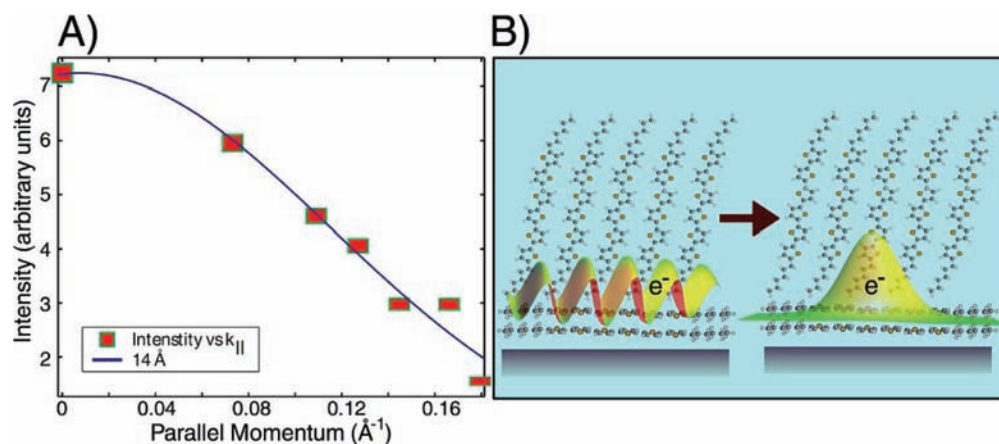 A)
B)
Intensity (arbitrary units)
7
6
5
4
3
2
0
0.04
0.08
0.12
0.16
Parallel Momentum (Å⁻¹)
Intenstity vs k||
14 Å
e⁻
e⁻